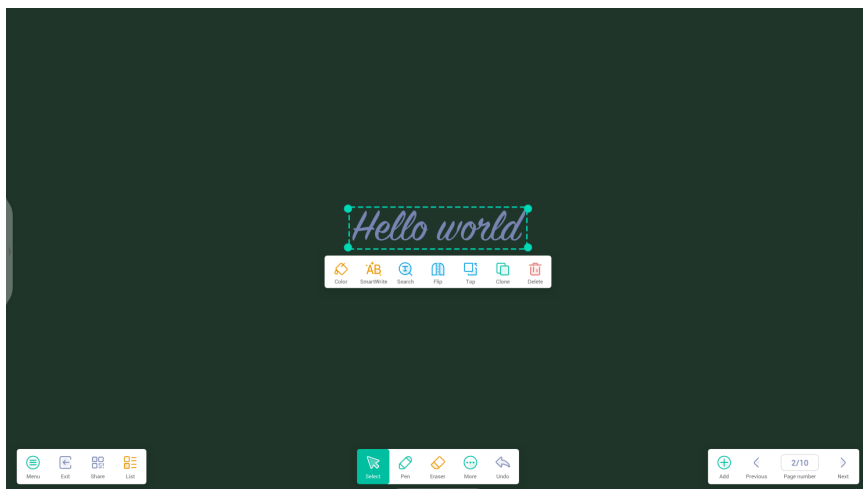 Hello world
Color SmartWrite Search Flip Top Clone Delete
Menu Exit Share List Select Pen Eraser More Undo Add Previous 2/10 Page number Next